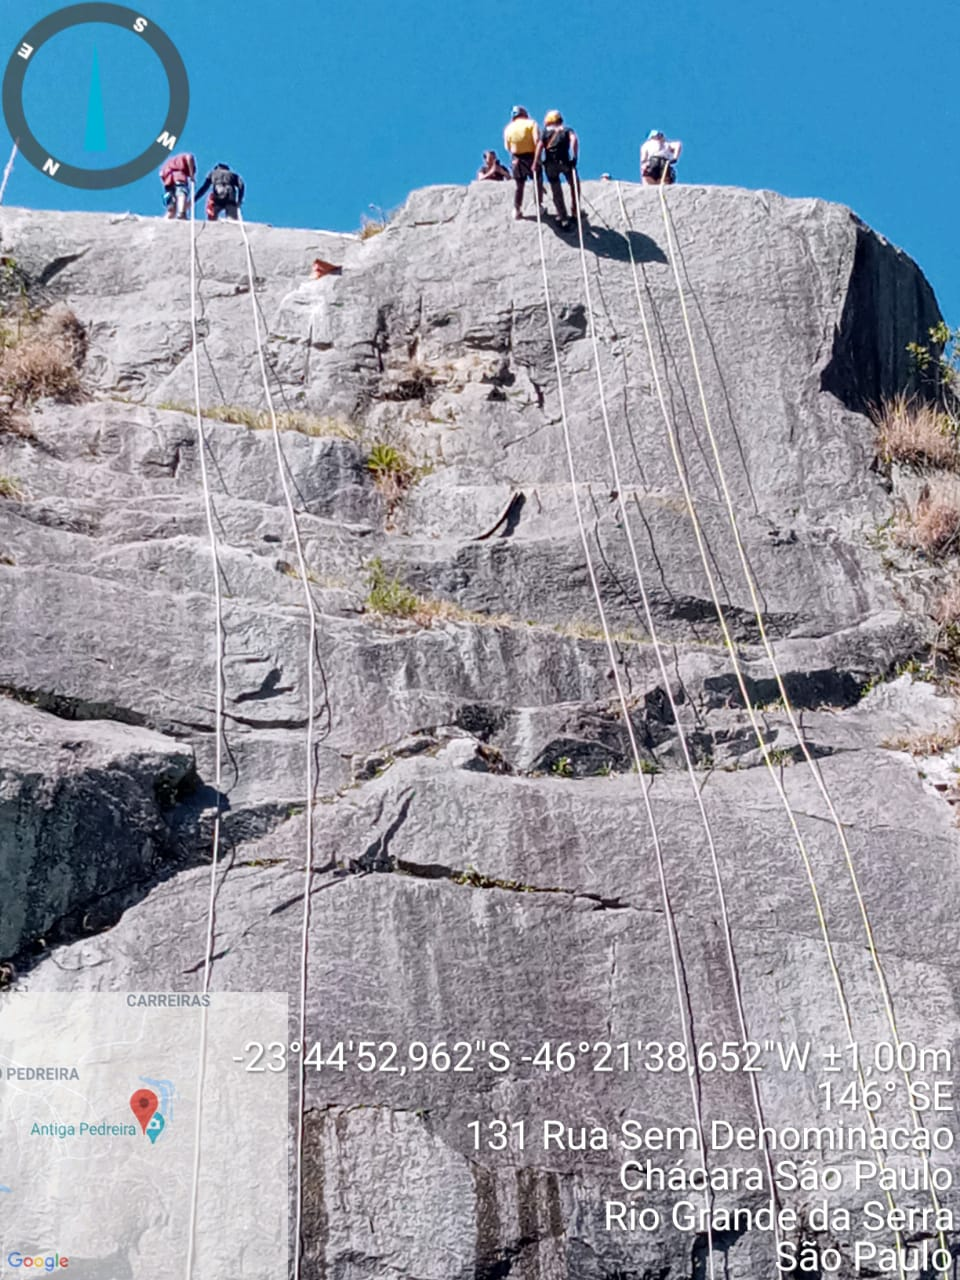 S
E
W
N
CARREIRAS
O PEDREIRA
Antiga Pedreira
Google
-23°44'52,962"S -46°21'38,652"W ±1,00m
146° SE
131 Rua Sem Denominacao
Chácara São Paulo
Rio Grande da Serra
São Paulo